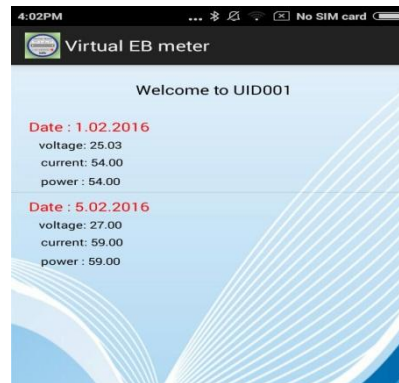 4:02PM ... No SIM card
Virtual EB meter
Welcome to UID001
Date : 1.02.2016
voltage: 25.03
current: 54.00
power : 54.00
Date : 5.02.2016
voltage: 27.00
current: 59.00
power : 59.00